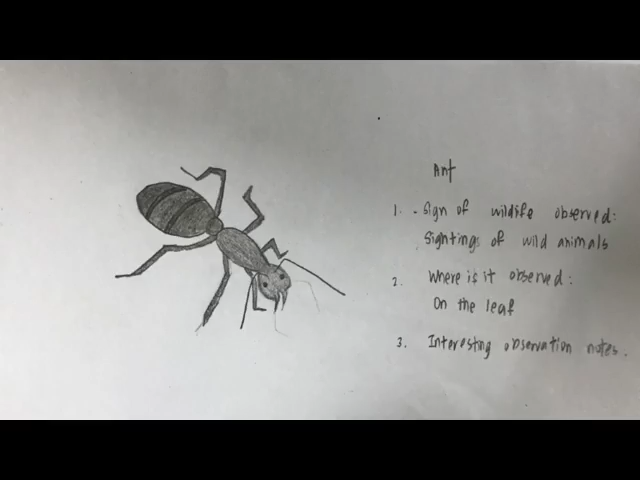 Ant
1. Sign of wildlife observed:
Sightings of wild animals
2. Where is it observed:
On the leaf
3. Interesting observation notes.